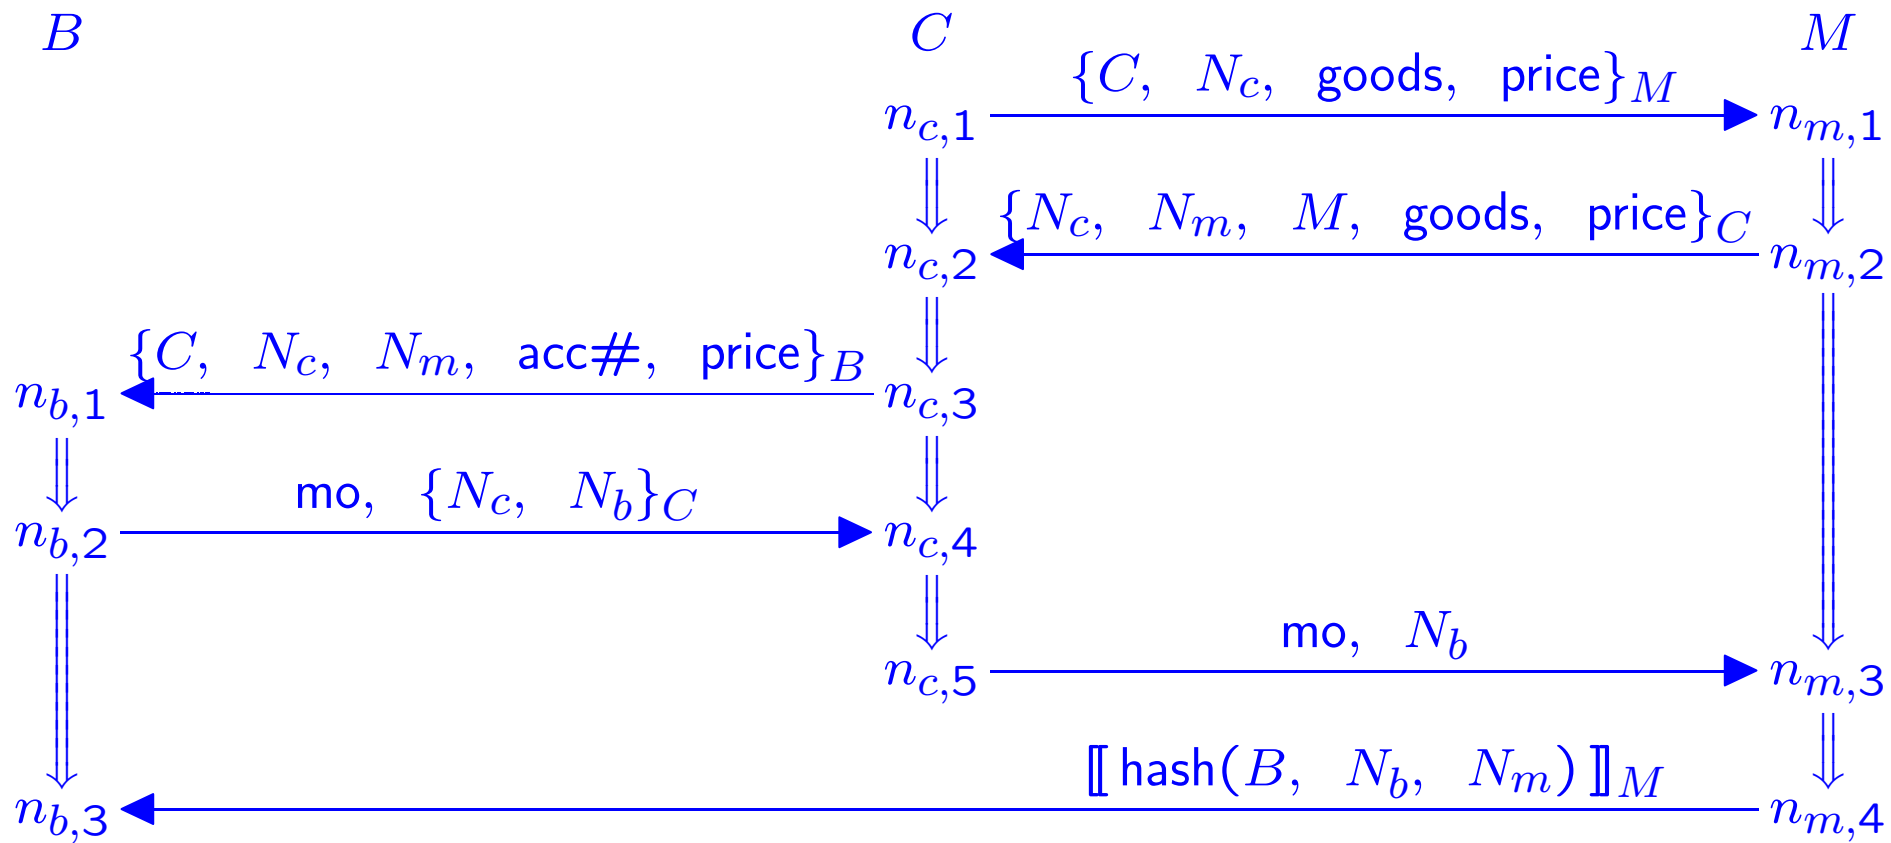 B C M
{C, N_c, goods, price}_M
n_{c,1} n_{m,1}
{N_c, N_m, M, goods, price}_C
n_{c,2} n_{m,2}
{C, N_c, N_m, acc#, price}_B
n_{b,1} n_{c,3}
mo, {N_c, N_b}_C
n_{b,2} n_{c,4}
mo, N_b
n_{c,5} n_{m,3}
⟦hash(B, N_b, N_m)⟧_M
n_{b,3} n_{m,4}